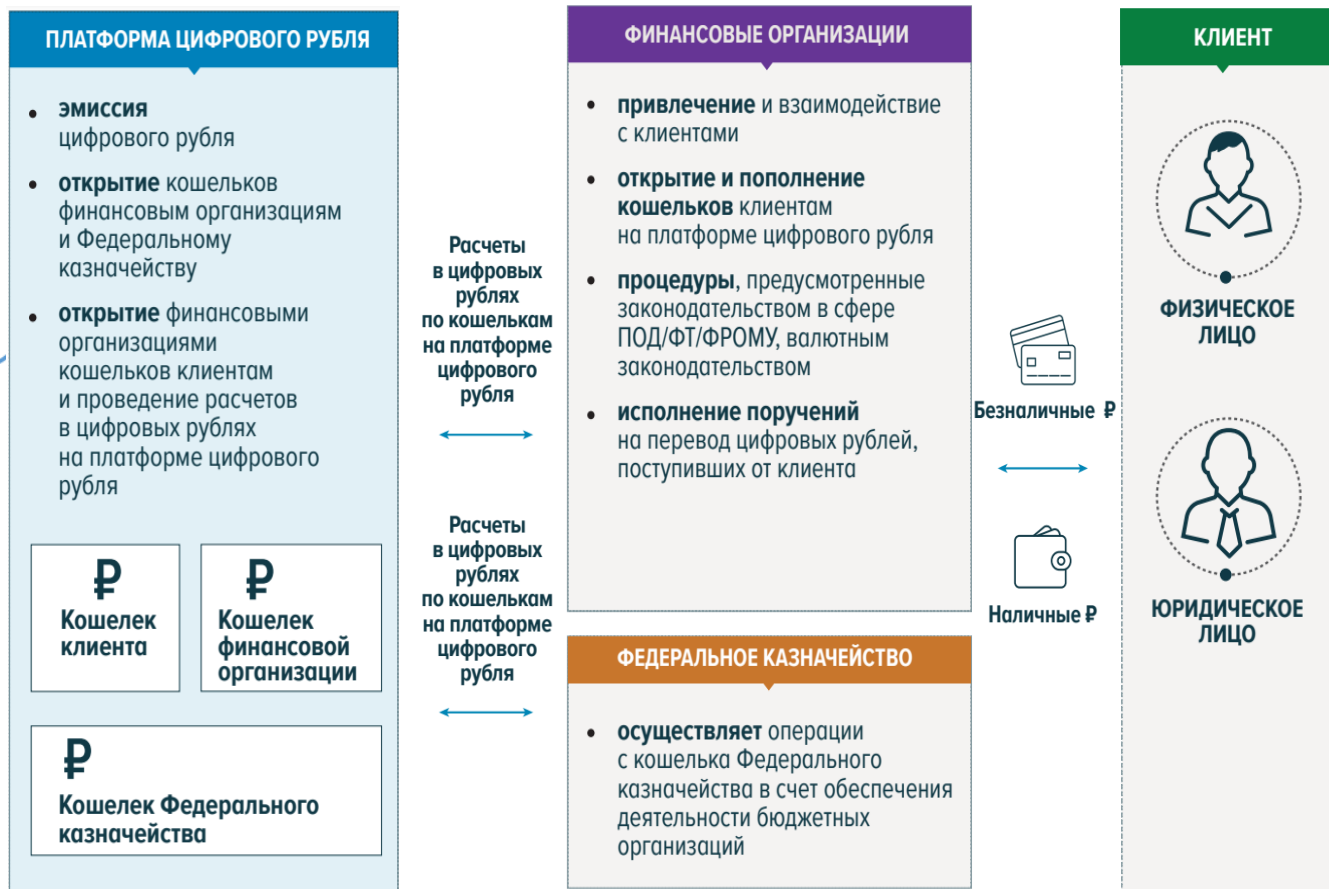 ПЛАТФОРМА ЦИФРОВОГО РУБЛЯ
• эмиссия
цифрового рубля
• открытие кошельков
финансовым организациям
и Федеральному
казначейству
• открытие финансовыми
организациями
кошельков клиентам
и проведение расчетов
в цифровых рублях
на платформе цифрового
рубля
₽
Кошелек
клиента
₽
Кошелек
финансовой
организации
₽
Кошелек Федерального
казначейства
Расчеты
в цифровых
рублях
по кошелькам
на платформе
цифрового
рубля
Расчеты
в цифровых
рублях
по кошелькам
на платформе
цифрового
рубля
ФИНАНСОВЫЕ ОРГАНИЗАЦИИ
• привлечение и взаимодействие
с клиентами
• открытие и пополнение
кошельков клиентам
на платформе цифрового рубля
• процедуры, предусмотренные
законодательством в сфере
ПОД/ФТ/ФРОМУ, валютным
законодательством
• исполнение поручений
на перевод цифровых рублей,
поступивших от клиента
ФЕДЕРАЛЬНОЕ КАЗНАЧЕЙСТВО
• осуществляет операции
с кошелька Федерального
казначейства в счет обеспечения
деятельности бюджетных
организаций
Безналичные ₽
Наличные ₽
КЛИЕНТ
ФИЗИЧЕСКОЕ
ЛИЦО
ЮРИДИЧЕСКОЕ
ЛИЦО